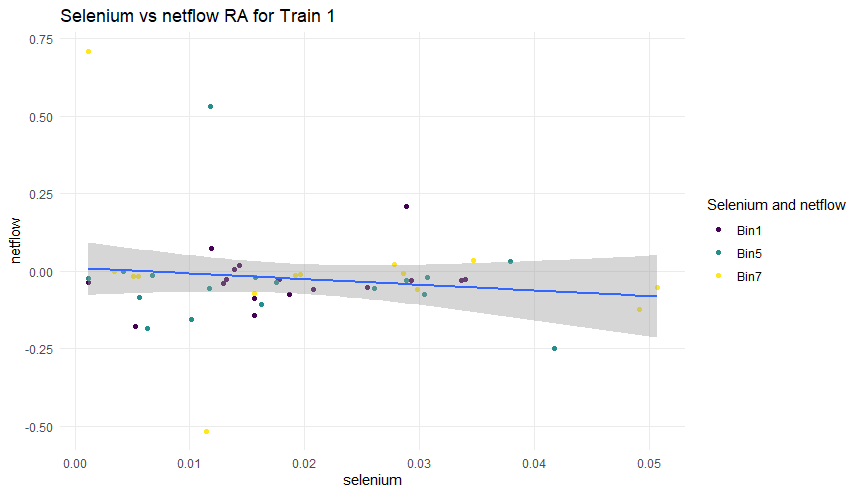 Selenium vs netflow RA for Train 1
0.75
0.50
0.25
0.00
-0.25
-0.50
netflow
0.00
0.01
0.02
0.03
0.04
0.05
selenium
Selenium and netflow
Bin1
Bin5
Bin7